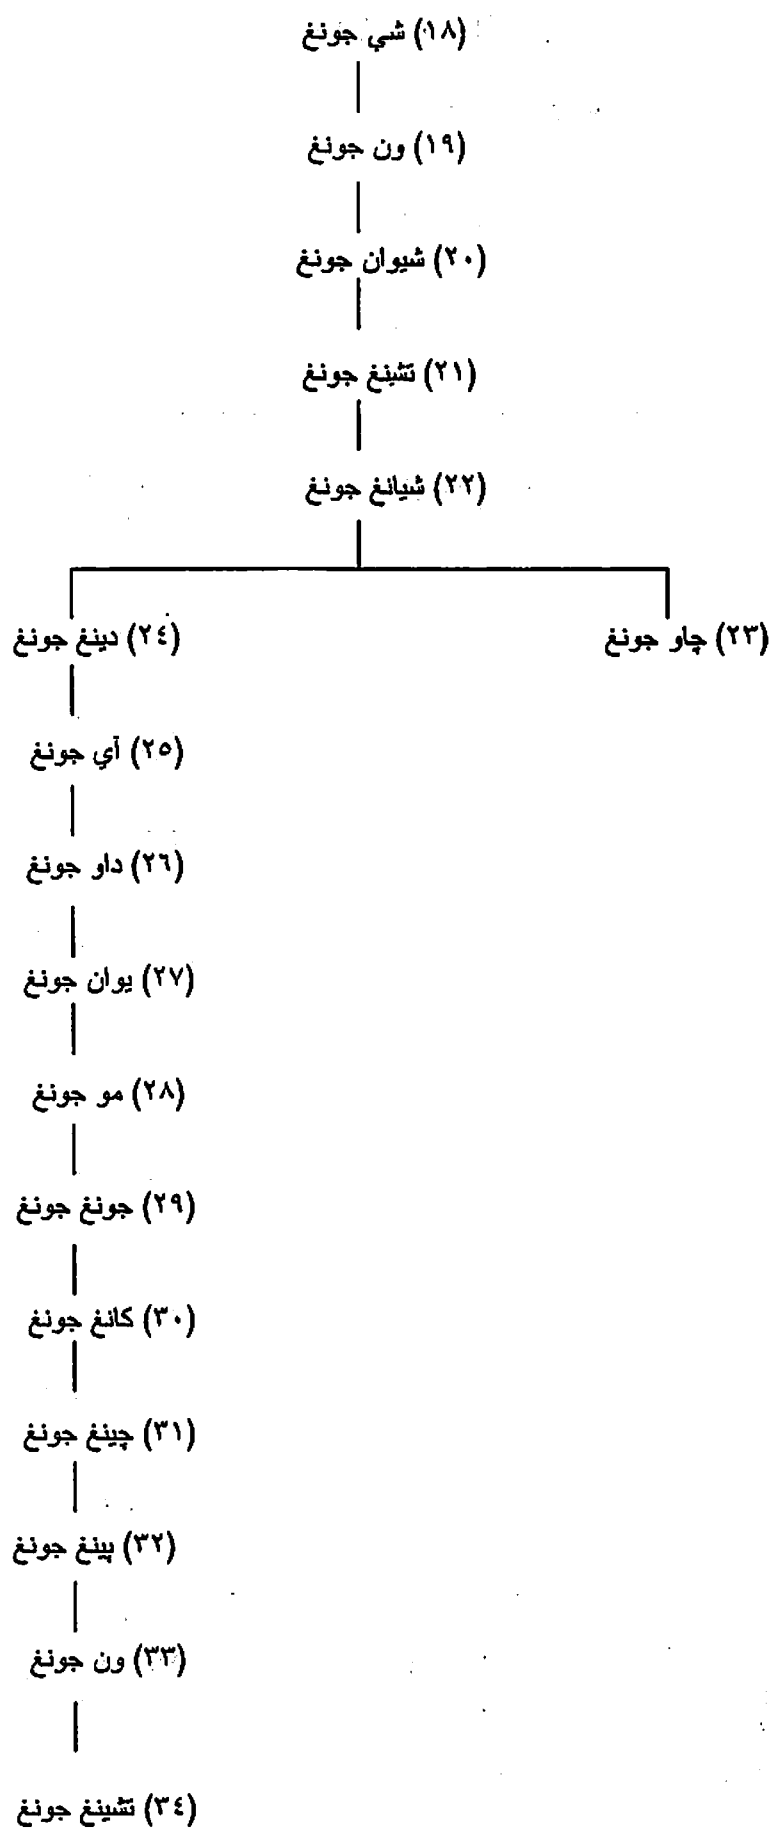 (١٨) شي جونغ
(١٩) ون جونغ
(٢٠) شيوان جونغ
(٢١) تشينغ جونغ
(٢٢) شيانغ جونغ
(٢٣) چاو جونغ
(٢٤) دينغ جونغ
(٢٥) آي جونغ
(٢٦) داو جونغ
(٢٧) يوان جونغ
(٢٨) مو جونغ
(٢٩) جونغ جونغ
(٣٠) كانغ جونغ
(٣١) چينغ جونغ
(٣٢) پينغ جونغ
(٣٣) ون جونغ
(٣٤) تشينغ جونغ